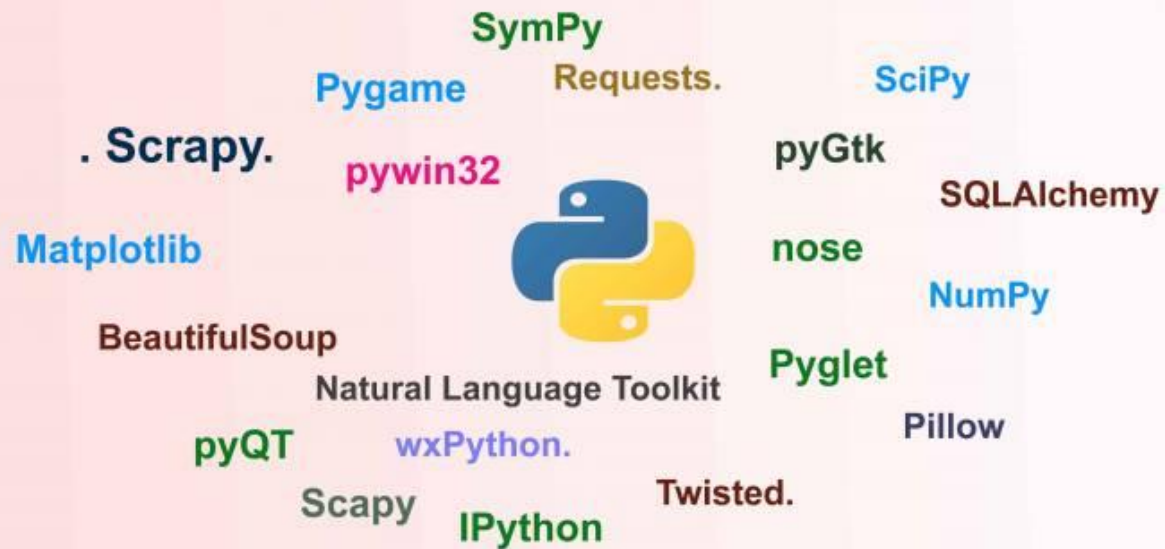 SymPy
Pygame
Requests.
SciPy
. Scrapy.
pywin32
pyGtk
SQLAlchemy
Matplotlib
nose
NumPy
BeautifulSoup
Natural Language Toolkit
Pyglet
Pillow
pyQT
wxPython.
Scapy
Twisted.
IPython